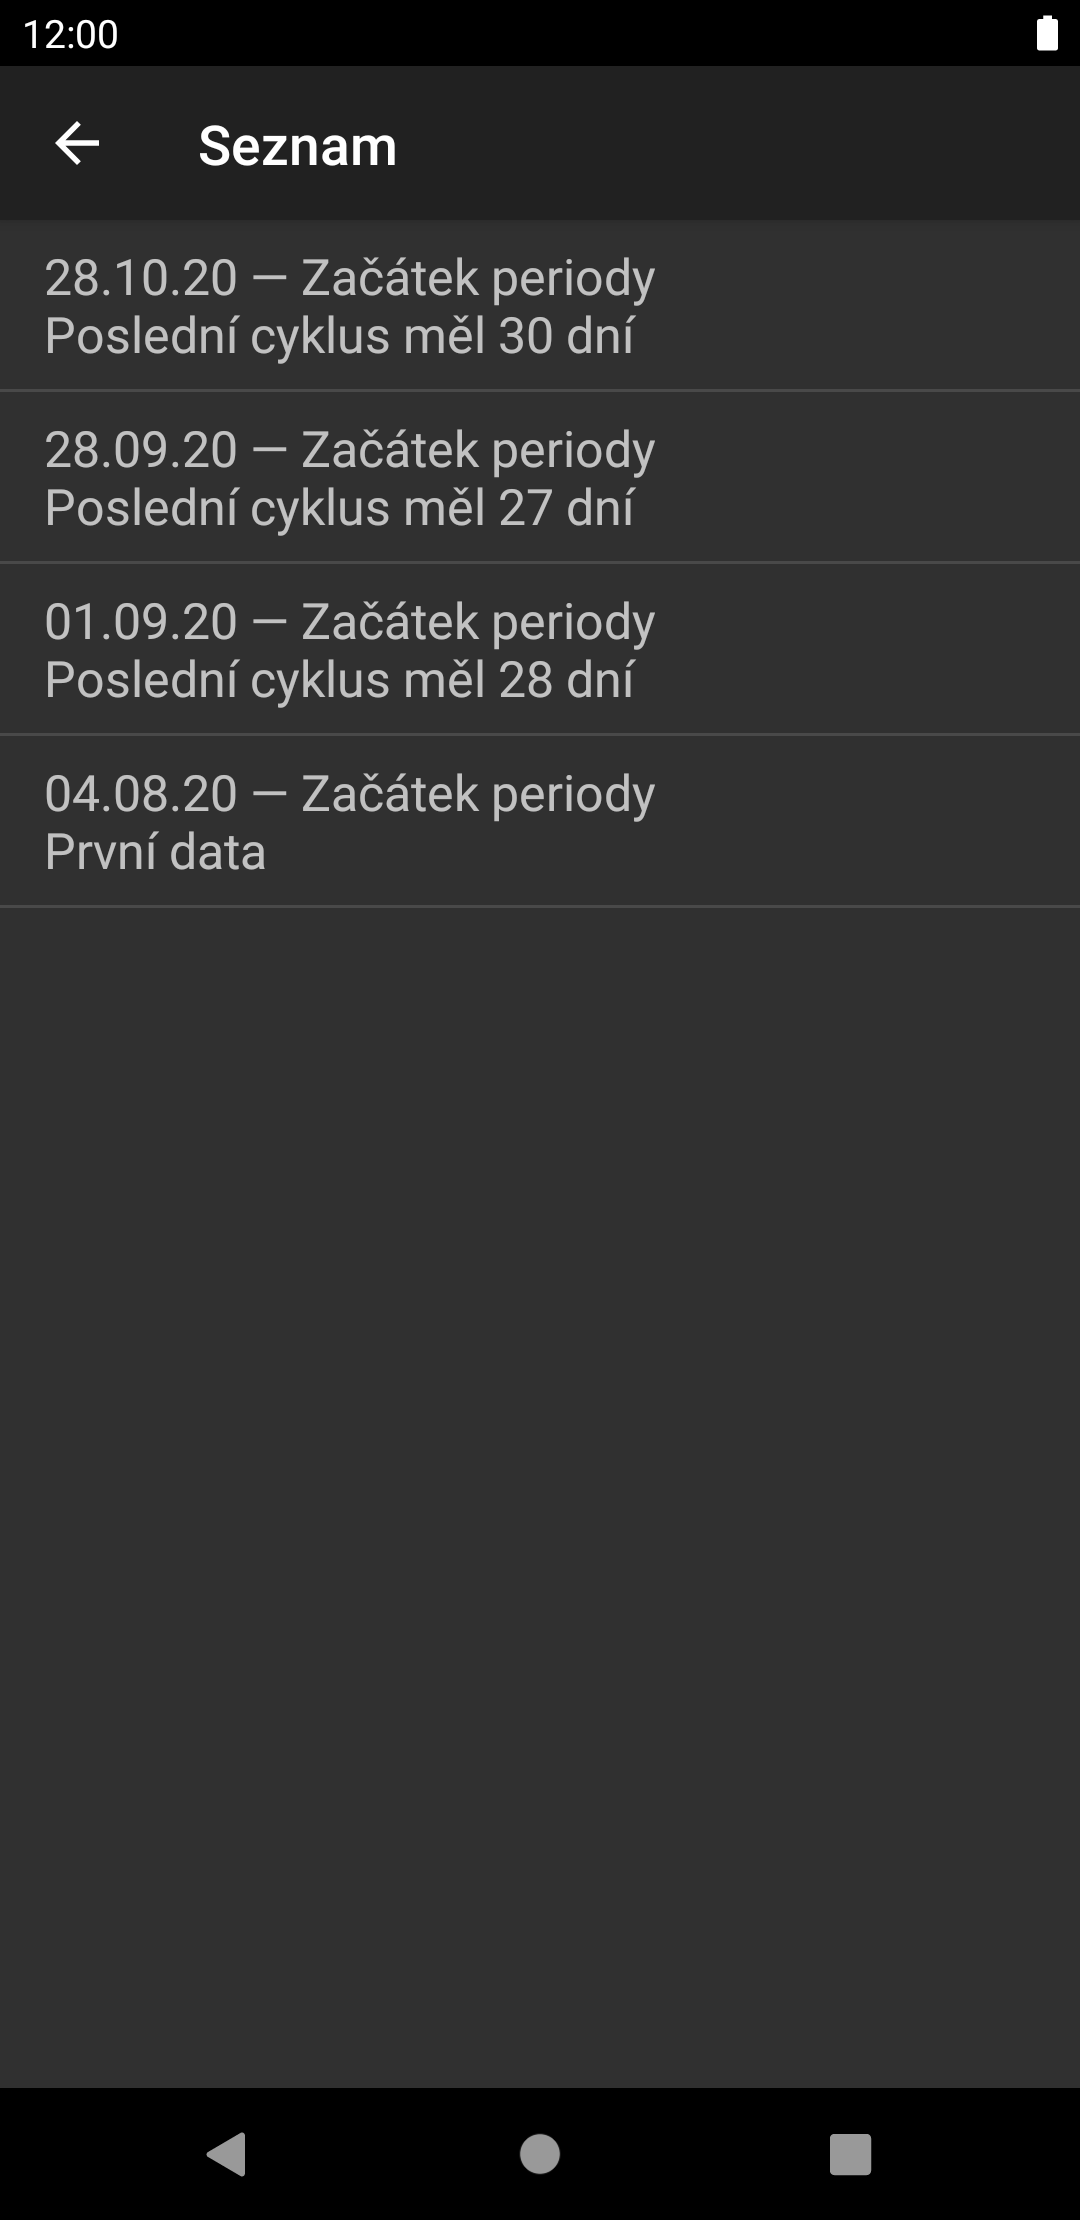 12:00
Seznam
28.10.20 — Začátek periody
Poslední cyklus měl 30 dní
28.09.20 — Začátek periody
Poslední cyklus měl 27 dní
01.09.20 — Začátek periody
Poslední cyklus měl 28 dní
04.08.20 — Začátek periody
První data